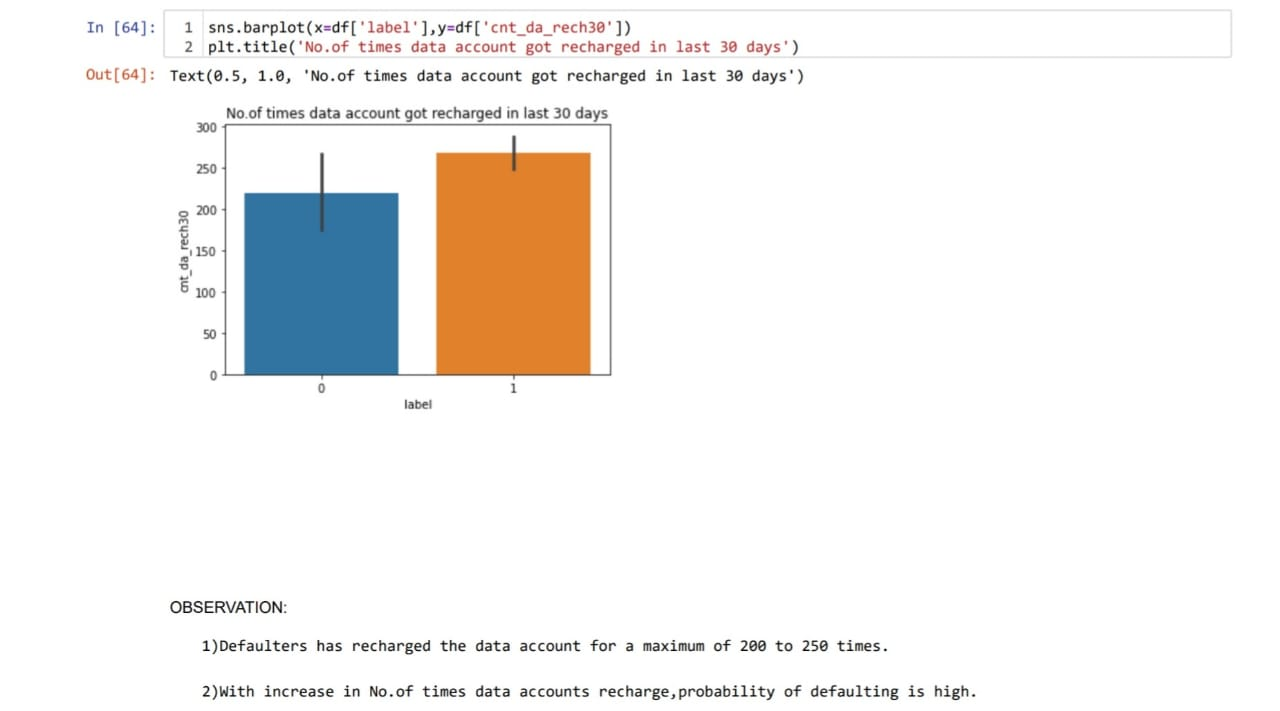 In [64]: 1 sns.barplot(x=df['label'],y=df['cnt_da_rech30'])
2 plt.title('No.of times data account got recharged in last 30 days')
Out[64]: Text(0.5, 1.0, 'No.of times data account got recharged in last 30 days')
No.of times data account got recharged in last 30 days
300
250
200
150
100
50
0
cnt_da_rech30
0 1
label
OBSERVATION:
1)Defaulters has recharged the data account for a maximum of 200 to 250 times.
2)With increase in No.of times data accounts recharge,probability of defaulting is high.